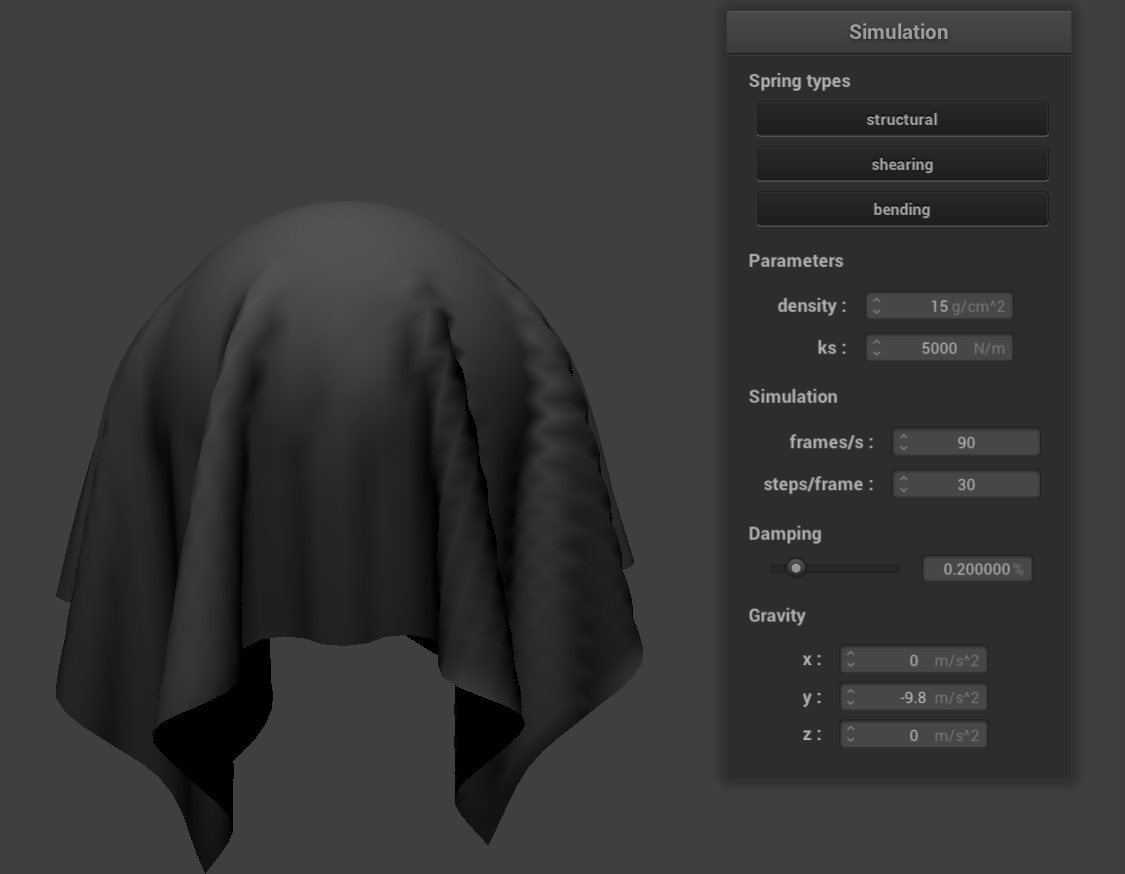 Simulation
Spring types
structural
shearing
bending
Parameters
density : 15 g/cm^2
ks : 5000 N/m
Simulation
frames/s : 90
steps/frame : 30
Damping
0.200000 %
Gravity
x : 0 m/s^2
y : -9.8 m/s^2
z : 0 m/s^2